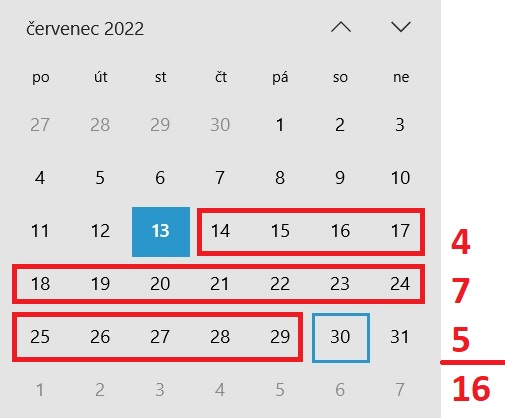 červenec 2022
po út st čt pá so ne
27 28 29 30 1 2 3
4 5 6 7 8 9 10
11 12 13 14 15 16 17 4
18 19 20 21 22 23 24 7
25 26 27 28 29 30 31 5
16
1 2 3 4 5 6 7